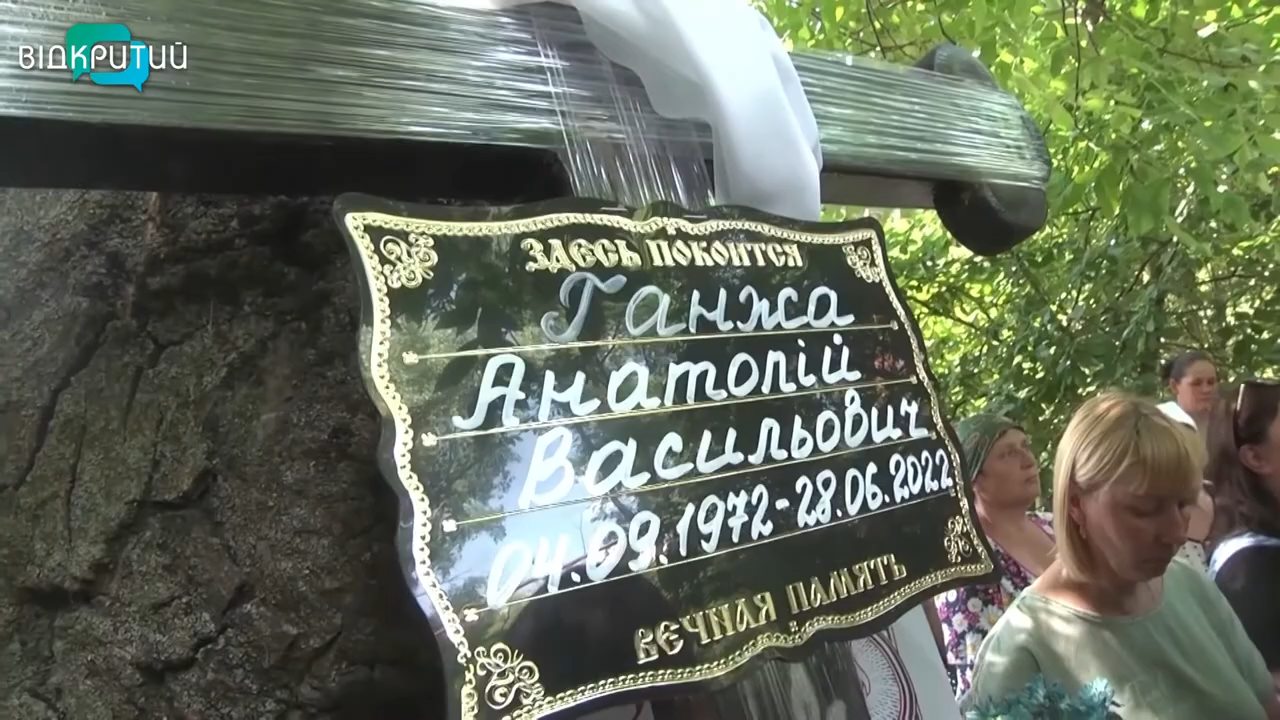 ВІДКРИТИЙ
ЗДЕСЬ ПОКОИТСЯ
Ганжа
Анатолій
Васильович
04.09.1972-28.06.2022
ВЕЧНАЯ ПАМЯТЬ